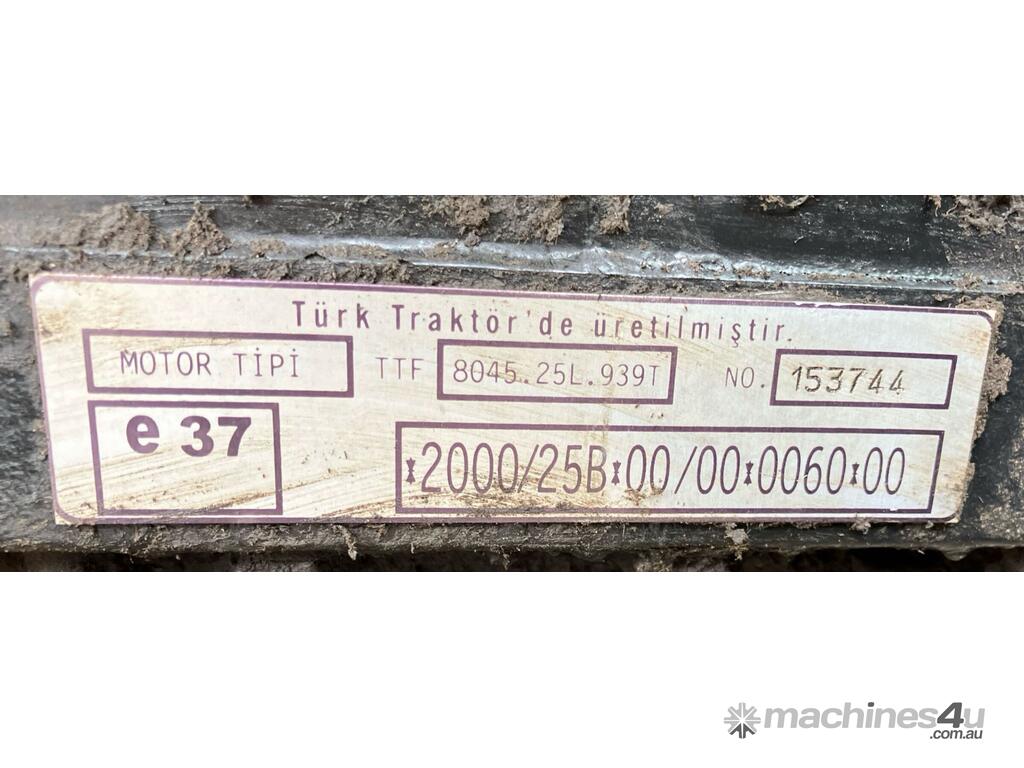 Türk Traktör'de üretilmiştir.
MOTOR TİPİ TTF 8045.25L.939T NO. 153744
e 37 *2000/25B*00/00*0060*00
machines4u
.com.au